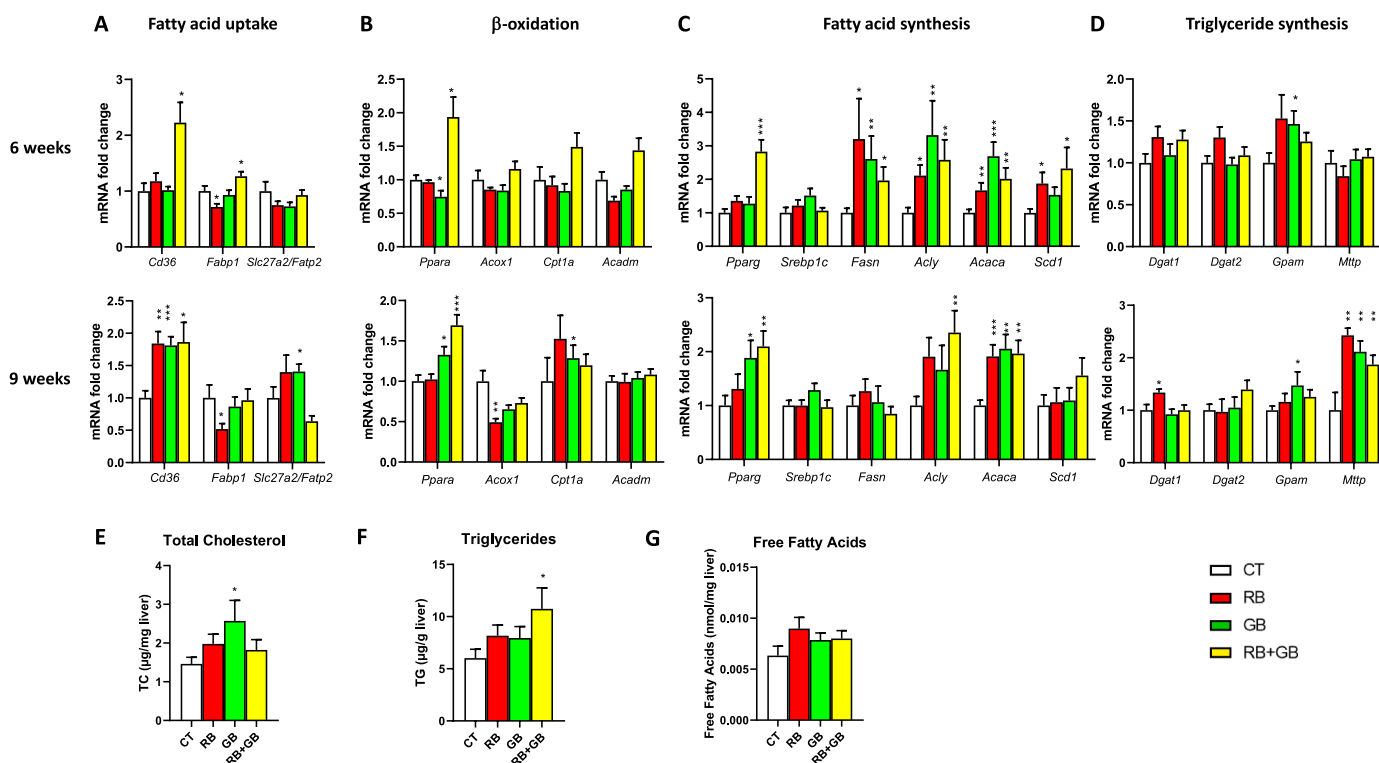 A Fatty acid uptake
B β-oxidation
C Fatty acid synthesis
D Triglyceride synthesis
6 weeks
mRNA fold change
3
2
1
0
*
*
*
Cd36 Fabp1 Slc27a2/Fatp2
mRNA fold change
2.5
2.0
1.5
1.0
0.5
0.0
*
*
Ppara Acox1 Cpt1a Acadm
mRNA fold change
5
4
3
2
1
0
***
*
**
*
*
**
**
**
***
**
*
*
Pparg Srebp1c Fasn Acly Acaca Scd1
mRNA fold change
2.0
1.5
1.0
0.5
0.0
*
Dgat1 Dgat2 Gpam Mttp
9 weeks
mRNA fold change
2.5
2.0
1.5
1.0
0.5
0.0
**
***
*
*
*
Cd36 Fabp1 Slc27a2/Fatp2
mRNA fold change
2.5
2.0
1.5
1.0
0.5
0.0
*
***
**
*
Ppara Acox1 Cpt1a Acadm
mRNA fold change
3
2
1
0
*
**
**
***
**
**
Pparg Srebp1c Fasn Acly Acaca Scd1
mRNA fold change
3
2
1
0
*
*
**
**
**
Dgat1 Dgat2 Gpam Mttp
E Total Cholesterol
TC (µg/mg liver)
4
3
2
1
0
*
CT RB GB RB+GB
F Triglycerides
TG (µg/g liver)
15
10
5
0
*
CT RB GB RB+GB
G Free Fatty Acids
Free Fatty Acids (nmol/mg liver)
0.015
0.010
0.005
0.000
CT RB GB RB+GB
CT
RB
GB
RB+GB